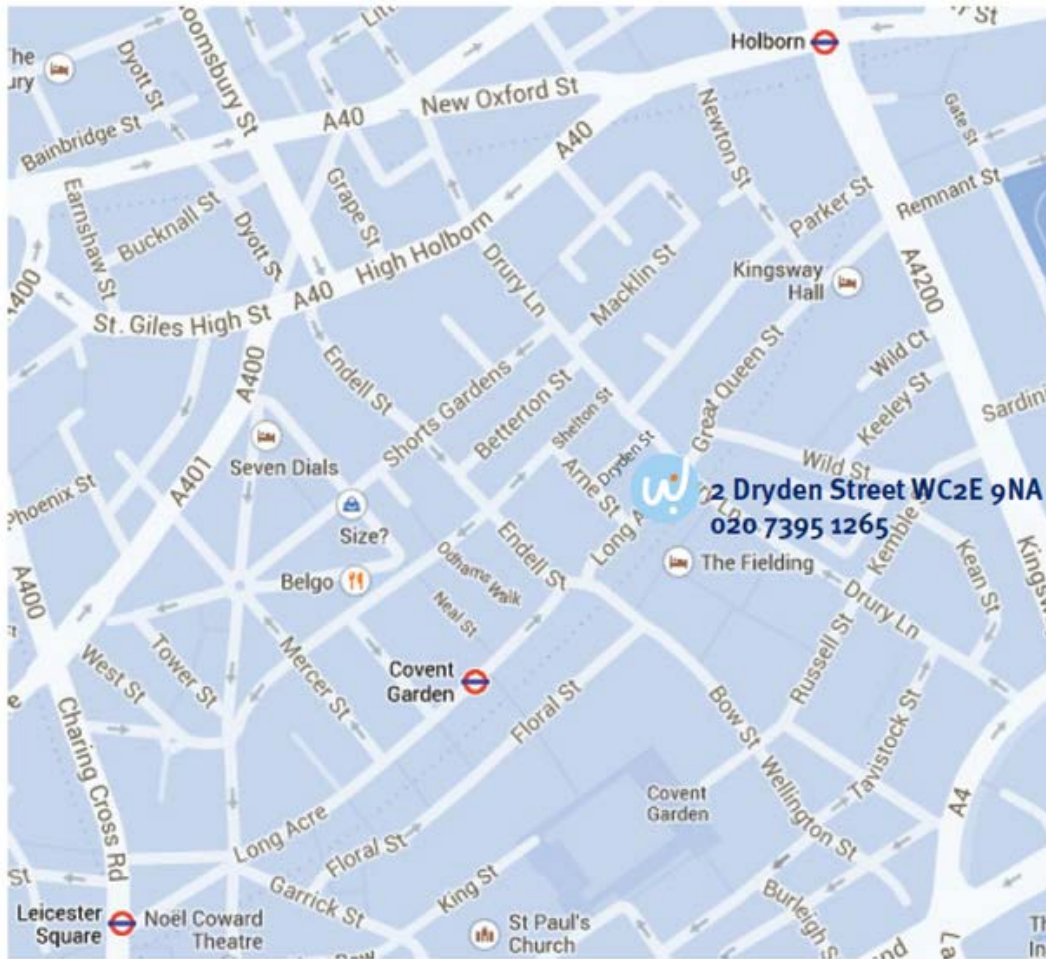 Holborn
The
ury
Dyott St
oomsbury St
New Oxford St
A40
A40
Bainbridge St
Newton St
Gate St
Earnshaw St
Bucknall St
Dyott St
Grape St
High Holborn
Drury Ln
Parker St
Remnant St
A400
St. Giles High St
A40
Macklin St
Kingsway
Hall
A4200
A400
Endell St
Shorts Gardens
Betterton St
Shelton St
Great Queen St
Wild Ct
Keeley St
Sardini
Seven Dials
A401
Phoenix St
Size?
Arne St
Dryden St
Wild St
2 Dryden Street WC2E 9NA
020 7395 1265
Long A
Ln
Kemble St
Kean St
Kingsw
Belgo
Odhams Walk
Neal St
Endell St
The Fielding
Drury Ln
A400
West St
Tower St
Mercer St
Covent
Garden
Floral St
Bow St
Russell St
Tavistock St
Charing Cross Rd
Covent
Garden
Wellington St
A4
Long Acre
Floral St
King St
Garrick St
Burleigh St
St
Leicester
Square
Noël Coward
Theatre
St Paul's
Church